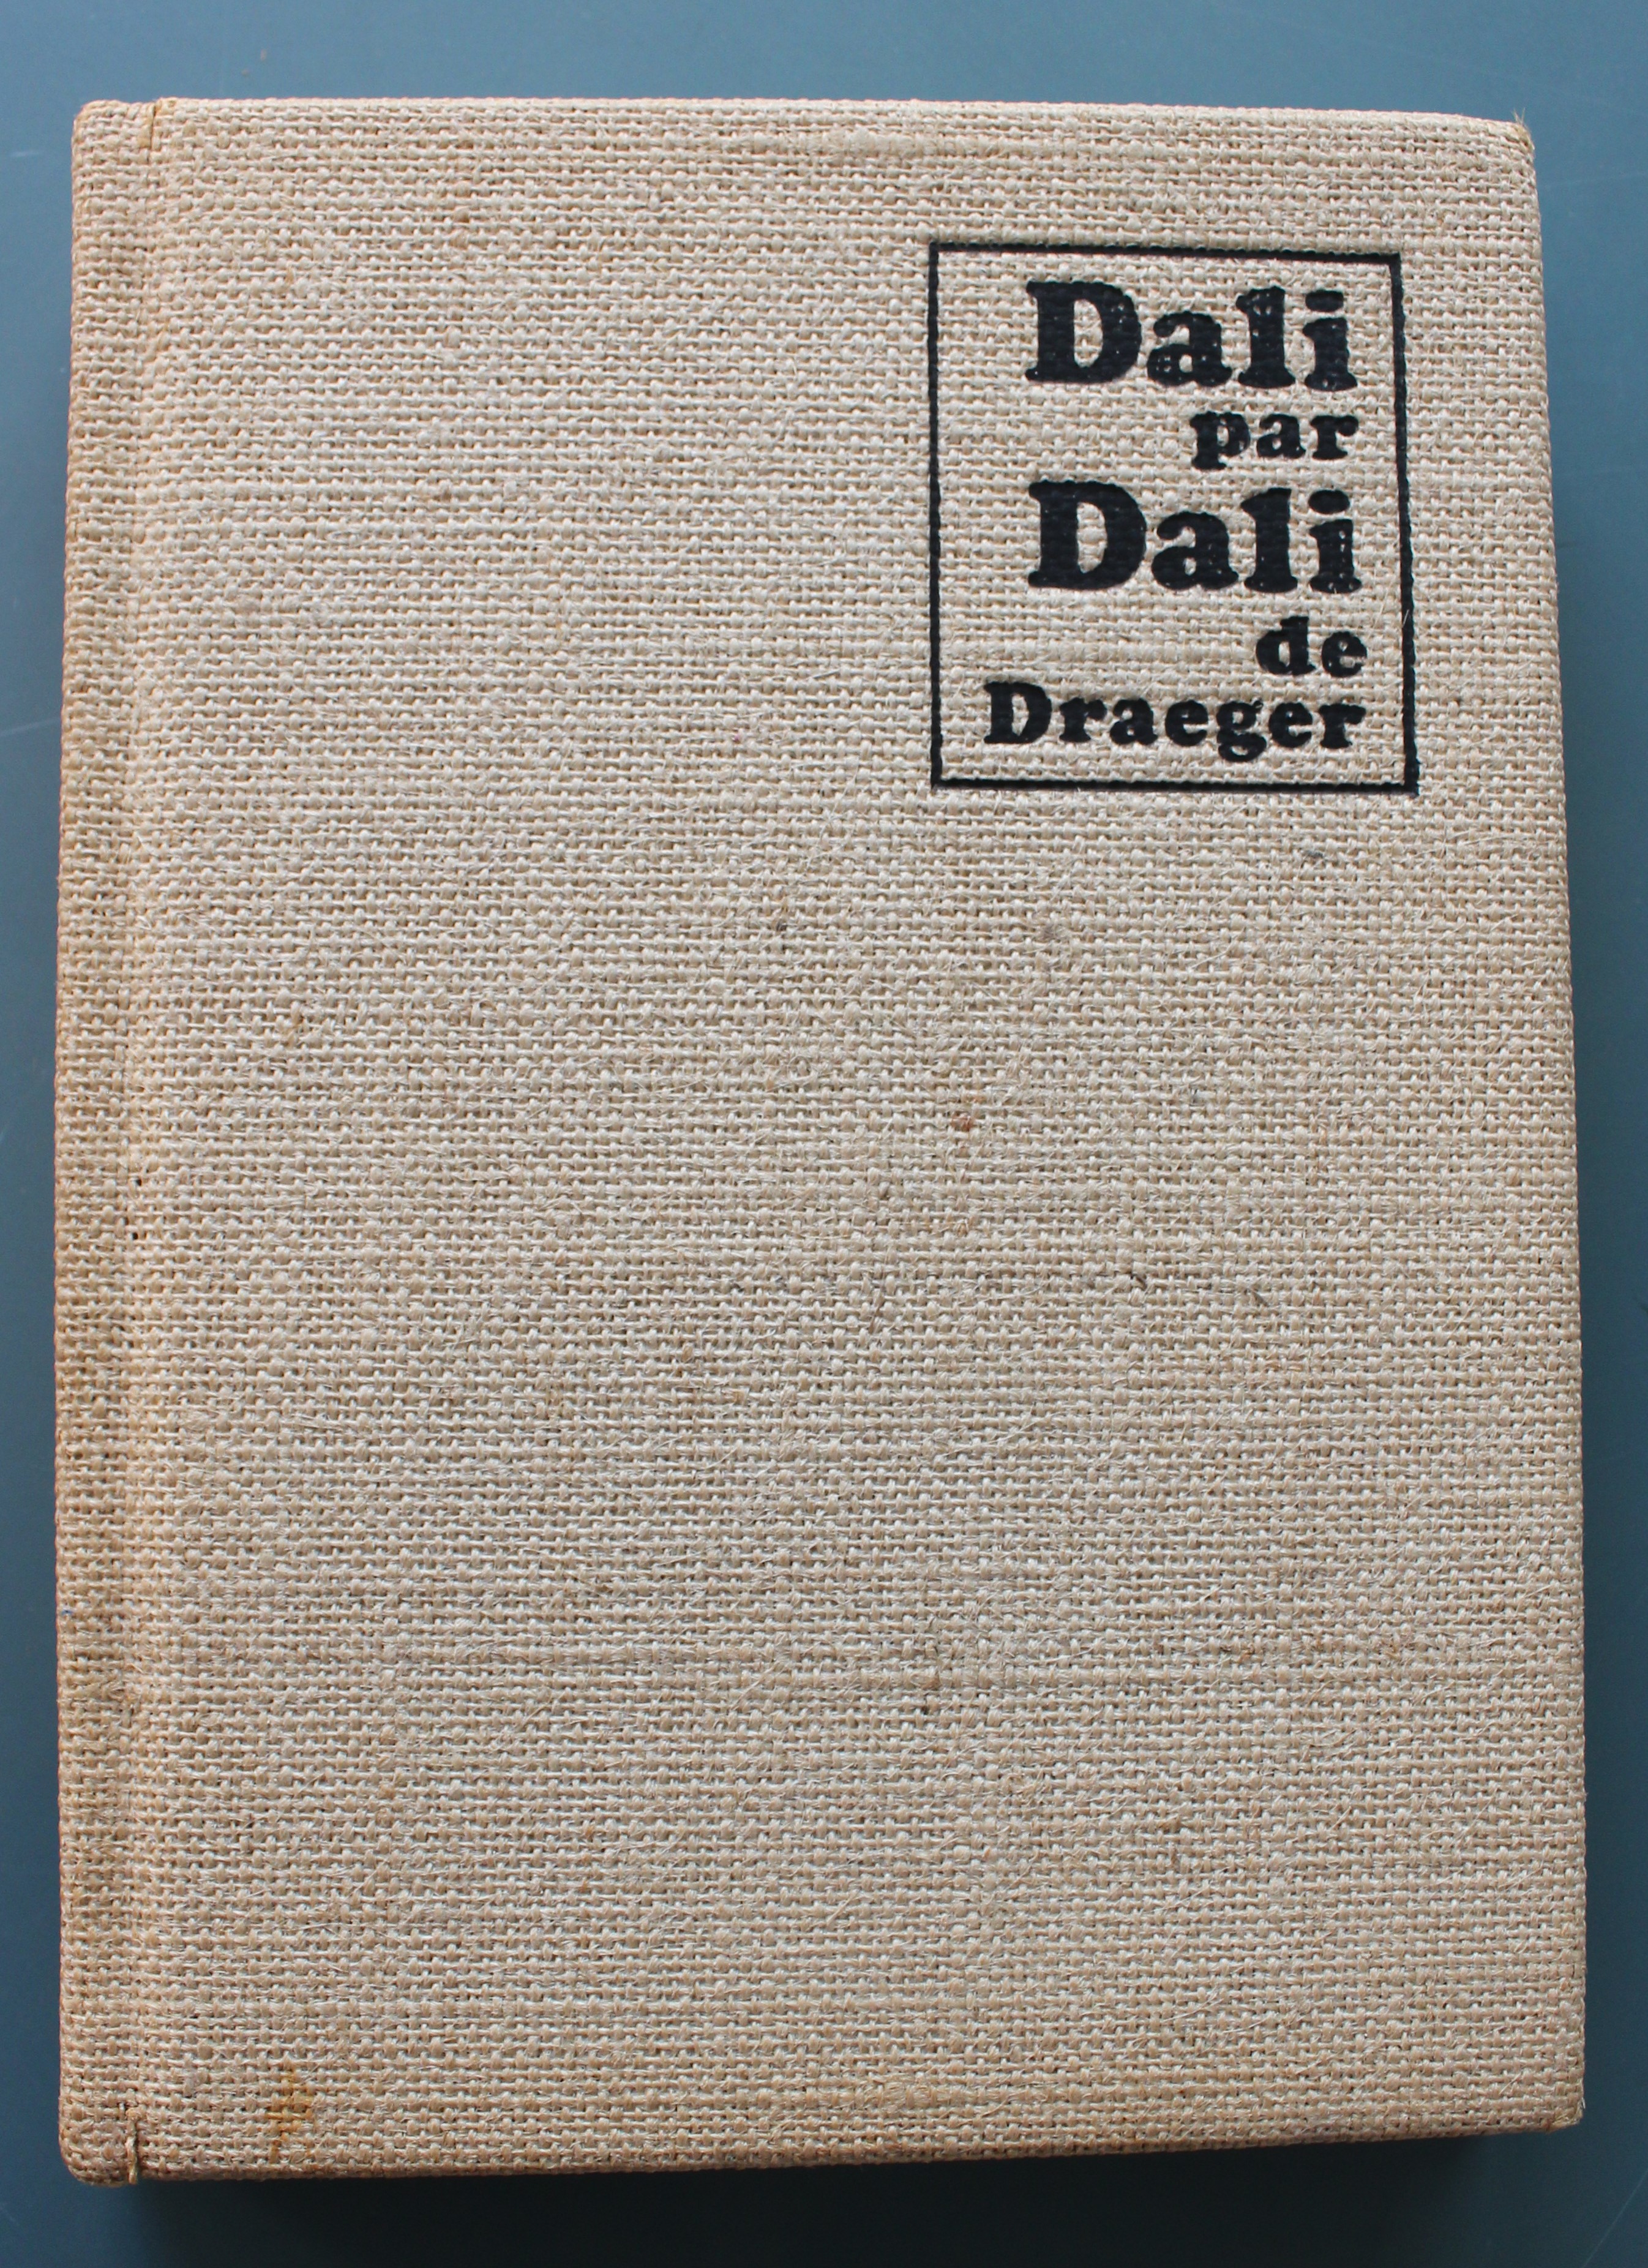 Dali
par
Dali
de
Draeger